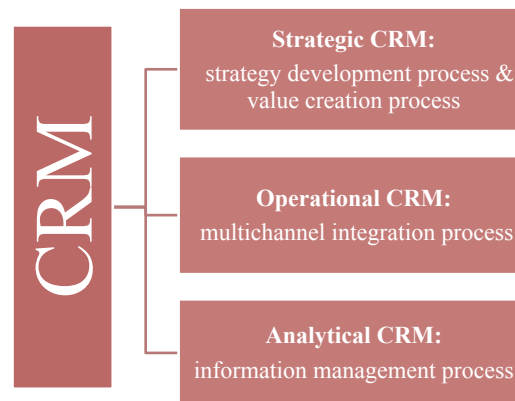 CRM
Strategic CRM:
strategy development process &
value creation process
Operational CRM:
multichannel integration process
Analytical CRM:
information management process